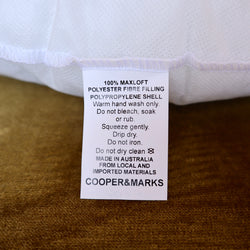 100% MAXLOFT
POLYESTER FIBRE FILLING
POLYPROPYLENE SHELL
Warm hand wash only.
Do not bleach, soak
or rub.
Squeeze gently.
Drip dry.
Do not iron.
Do not dry clean
MADE IN AUSTRALIA
FROM LOCAL AND
IMPORTED MATERIALS
COOPER&MARKS